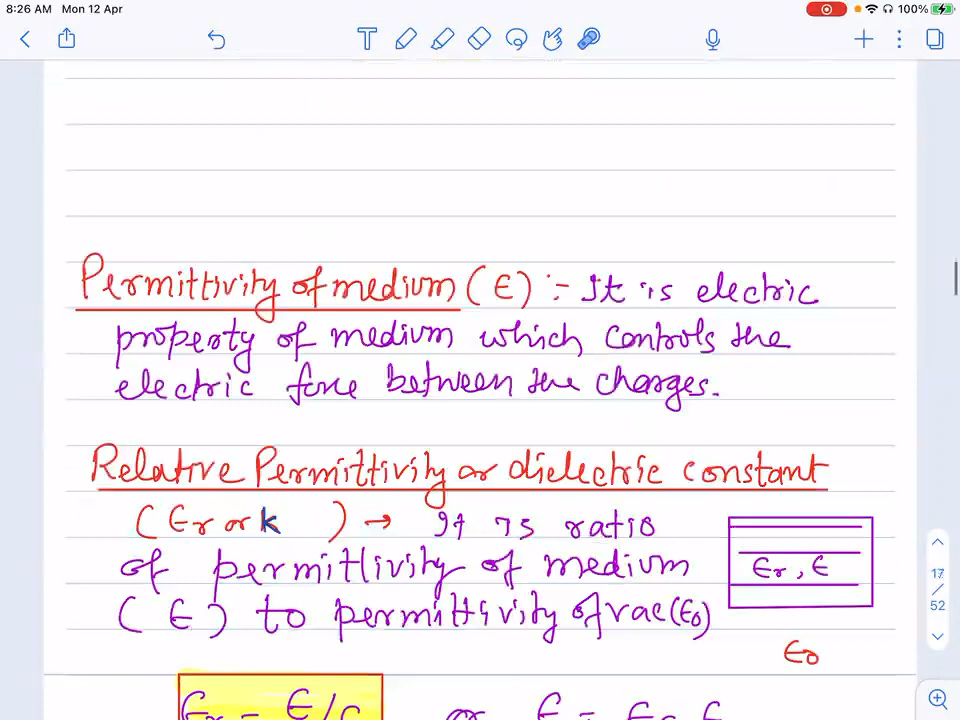 8:26 AM Mon 12 Apr
100%
Permittivity of medium (ϵ) :- It is electric
property of medium which controls the
electric force between the charges.
Relative Permittivity or dielectric constant
(ϵr or k ) → It is ratio
of permittivity of medium
(ϵ) to permittivity of vac(ϵ0)
ϵr, ϵ
ϵ0
17
/
52
ϵr = ϵ/ϵ
or